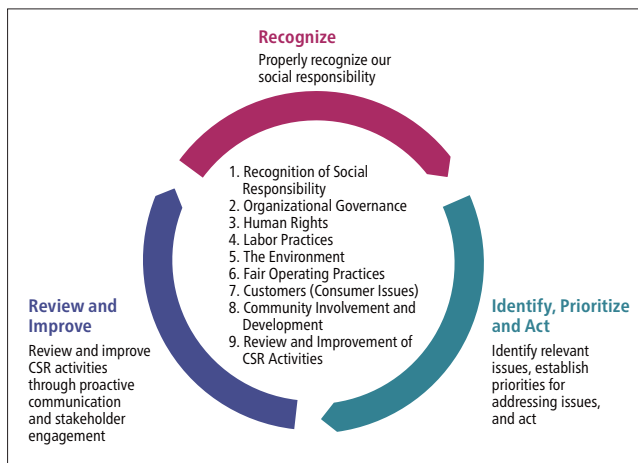 Recognize
Properly recognize our
social responsibility
1. Recognition of Social
Responsibility
2. Organizational Governance
3. Human Rights
4. Labor Practices
5. The Environment
6. Fair Operating Practices
7. Customers (Consumer Issues)
8. Community Involvement and
Development
9. Review and Improvement of
CSR Activities
Identify, Prioritize
and Act
Identify relevant
issues, establish
priorities for
addressing issues,
and act
Review and
Improve
Review and improve
CSR activities
through proactive
communication
and stakeholder
engagement